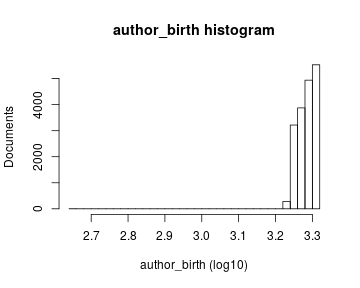 author_birth histogram
Documents
4000
2000
0
2.7 2.8 2.9 3.0 3.1 3.2 3.3
author_birth (log10)